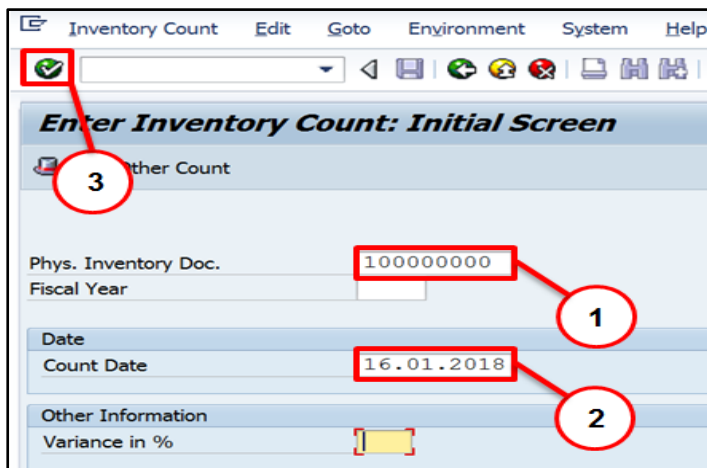 Inventory Count Edit Goto Environment System Help
Enter Inventory Count: Initial Screen
3
Other Count
Phys. Inventory Doc. 100000000
Fiscal Year
1
Date
Count Date 16.01.2018
2
Other Information
Variance in %